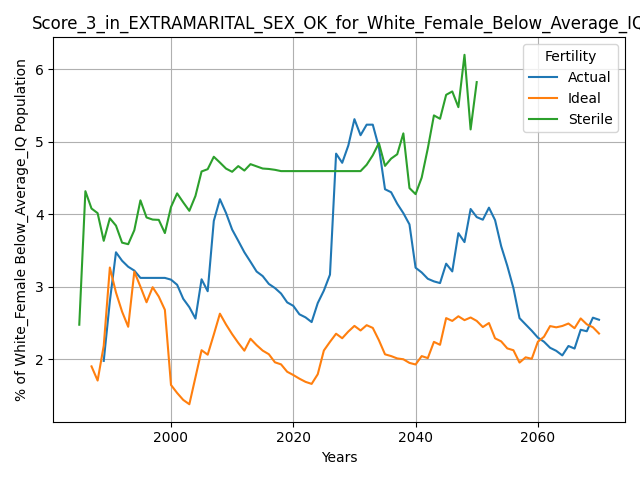 Score_3_in_EXTRAMARITAL_SEX_OK_for_White_Female_Below_Average_IQ
Fertility
Actual
Ideal
Sterile
% of White_Female Below_Average_IQ Population
6
5
4
3
2
2000
2020
2040
2060
Years